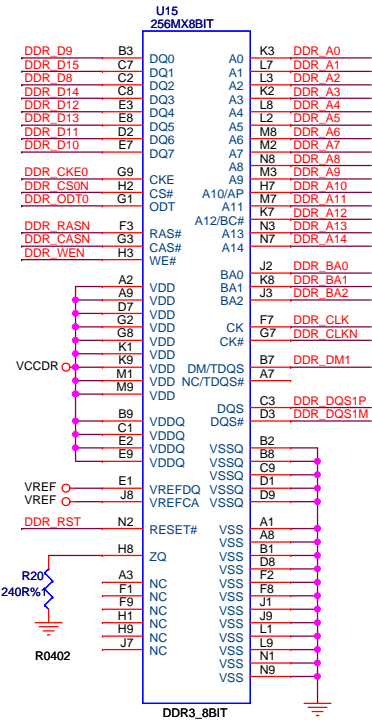 U15
256MX8BIT
DDR_D9 B3 DQ0
DDR_D15 C7 DQ1
DDR_D8 C2 DQ2
DDR_D14 C8 DQ3
DDR_D12 E3 DQ4
DDR_D13 E8 DQ5
DDR_D11 D2 DQ6
DDR_D10 E7 DQ7
DDR_CKE0 G9 CKE
DDR_CS0N H2 CS#
DDR_ODT0 G1 ODT
DDR_RASN F3 RAS#
DDR_CASN G3 CAS#
DDR_WEN H3 WE#
A2 VDD
A9 VDD
D7 VDD
G2 VDD
G8 VDD
K1 VDD
VCCDR K9 VDD
M1 VDD
M9 VDD
B9 VDDQ
C1 VDDQ
E2 VDDQ
E9 VDDQ
VREF E1 VREFDQ
VREF J8 VREFCA
DDR_RST N2 RESET#
H8 ZQ
R20
240R%1
R0402
A3 NC
F1 NC
F9 NC
H1 NC
H9 NC
J7 NC
A0 K3 DDR_A0
A1 L7 DDR_A1
A2 L3 DDR_A2
A3 K2 DDR_A3
A4 L8 DDR_A4
A5 L2 DDR_A5
A6 M8 DDR_A6
A7 M2 DDR_A7
A8 N8 DDR_A8
A9 M3 DDR_A9
A10/AP H7 DDR_A10
A11 M7 DDR_A11
A12/BC# K7 DDR_A12
A13 N3 DDR_A13
A14 N7 DDR_A14
BA0 J2 DDR_BA0
BA1 K8 DDR_BA1
BA2 J3 DDR_BA2
CK F7 DDR_CLK
CK# G7 DDR_CLKN
DM/TDQS B7 DDR_DM1
NC/TDQS# A7
DQS C3 DDR_DQS1P
DQS# D3 DDR_DQS1M
VSSQ B2
VSSQ B8
VSSQ C9
VSSQ D1
VSSQ D9
VSS A1
VSS A8
VSS B1
VSS D8
VSS F2
VSS F8
VSS J1
VSS J9
VSS L1
VSS L9
VSS N1
VSS N9
DDR3_8BIT